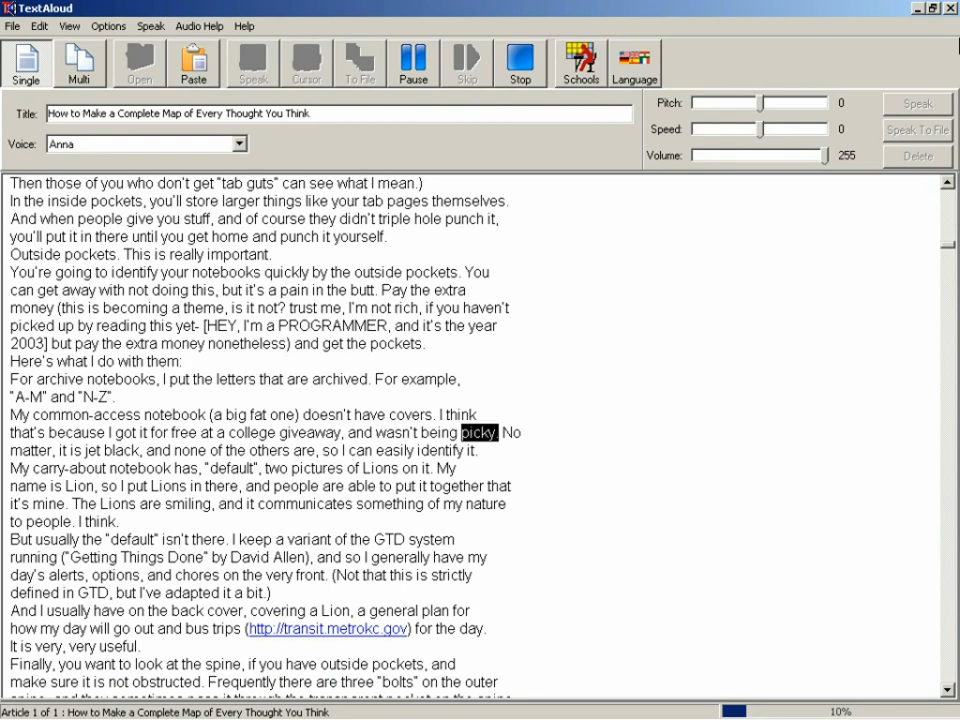 TextAloud
File Edit View Options Speak Audio Help Help
Single Multi Open Paste Speak Cursor To File Pause Skip Stop Schools Language
Title: How to Make a Complete Map of Every Thought You Think
Voice: Anna
Pitch: 0 Speak
Speed: 0 Speak To File
Volume: 255 Delete
Then those of you who don't get "tab guts" can see what I mean.)
In the inside pockets, you'll store larger things like your tab pages themselves.
And when people give you stuff, and of course they didn't triple hole punch it,
you'll put it in there until you get home and punch it yourself.
Outside pockets. This is really important.
You're going to identify your notebooks quickly by the outside pockets. You
can get away with not doing this, but it's a pain in the butt. Pay the extra
money (this is becoming a theme, is it not? trust me, I'm not rich, if you haven't
picked up by reading this yet- [HEY, I'm a PROGRAMMER, and it's the year
2003] but pay the extra money nonetheless) and get the pockets.
Here's what I do with them:
For archive notebooks, I put the letters that are archived. For example,
"A-M" and "N-Z".
My common-access notebook (a big fat one) doesn't have covers. I think
that's because I got it for free at a college giveaway, and wasn't being picky. No
matter, it is jet black, and none of the others are, so I can easily identify it.
My carry-about notebook has, "default", two pictures of Lions on it. My
name is Lion, so I put Lions in there, and people are able to put it together that
it's mine. The Lions are smiling, and it communicates something of my nature
to people. I think.
But usually the "default" isn't there. I keep a variant of the GTD system
running ("Getting Things Done" by David Allen), and so I generally have my
day's alerts, options, and chores on the very front. (Not that this is strictly
defined in GTD, but I've adapted it a bit.)
And I usually have on the back cover, covering a Lion, a general plan for
how my day will go out and bus trips (http://transit.metrokc.gov) for the day.
It is very, very useful.
Finally, you want to look at the spine, if you have outside pockets, and
make sure it is not obstructed. Frequently there are three "bolts" on the outer
spine, and they sometimes pass it through the transparent pocket on the spine
Article 1 of 1 : How to Make a Complete Map of Every Thought You Think 10%